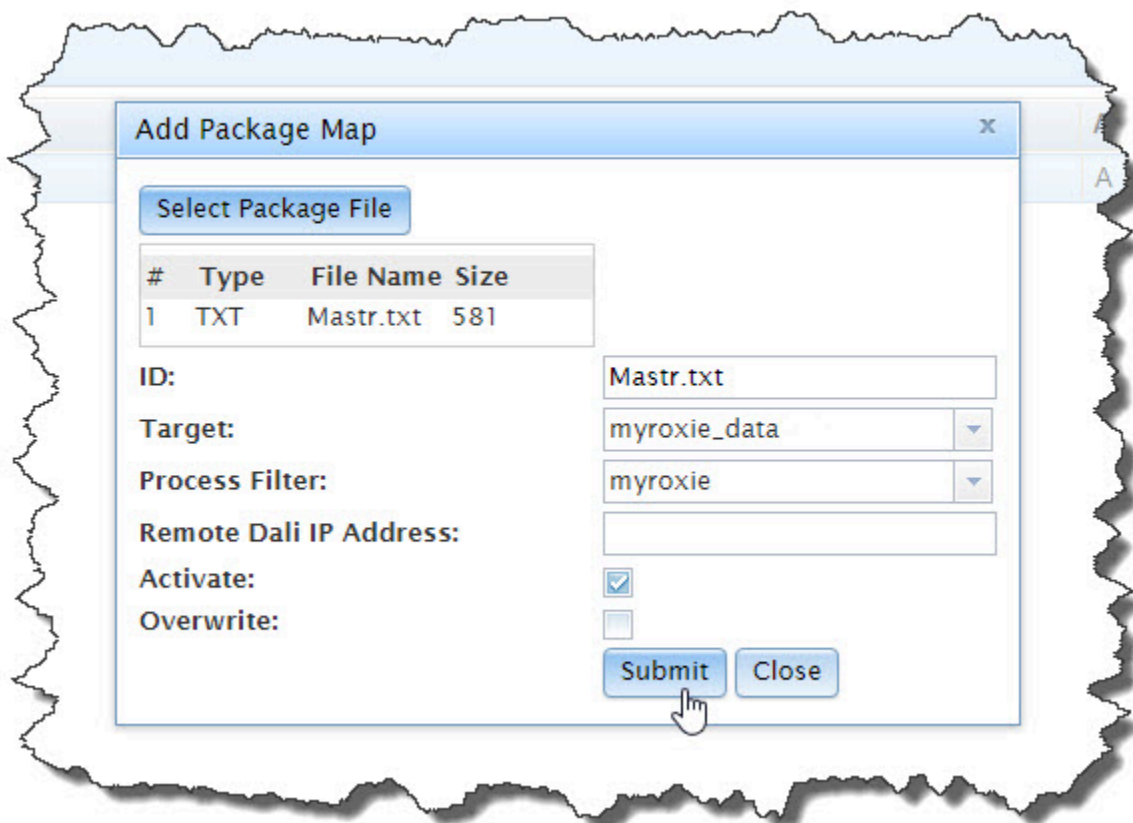 Add Package Map x
A
Select Package File
A
# Type File Name Size
1 TXT Mastr.txt 581
ID: Mastr.txt
Target: myroxie_data
Process Filter: myroxie
Remote Dali IP Address:
Activate:
Overwrite:
Submit Close